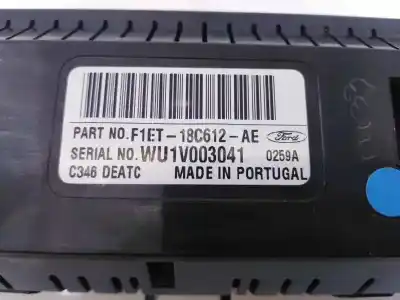 PART NO. F1ET-18C612-AE Ford
SERIAL NO. WU1V003041 0259A
C346 DEATC MADE IN PORTUGAL